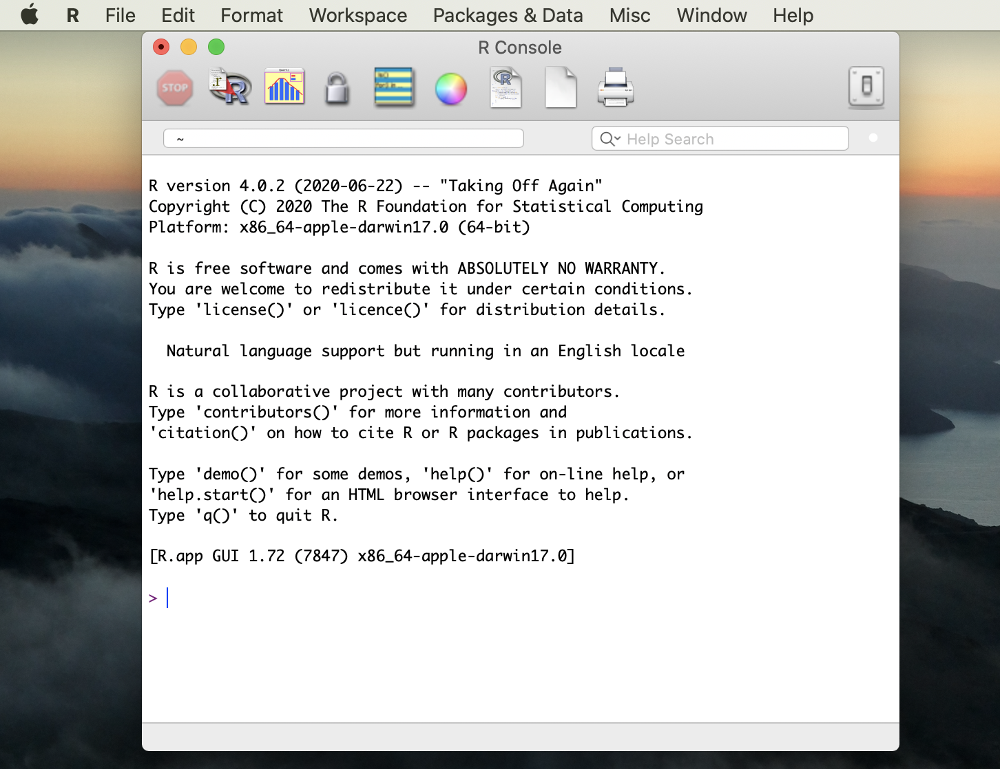 R File Edit Format Workspace Packages & Data Misc Window Help
R Console
STOP
~
Help Search
R version 4.0.2 (2020-06-22) -- "Taking Off Again"
Copyright (C) 2020 The R Foundation for Statistical Computing
Platform: x86_64-apple-darwin17.0 (64-bit)
R is free software and comes with ABSOLUTELY NO WARRANTY.
You are welcome to redistribute it under certain conditions.
Type 'license()' or 'licence()' for distribution details.
Natural language support but running in an English locale
R is a collaborative project with many contributors.
Type 'contributors()' for more information and
'citation()' on how to cite R or R packages in publications.
Type 'demo()' for some demos, 'help()' for on-line help, or
'help.start()' for an HTML browser interface to help.
Type 'q()' to quit R.
[R.app GUI 1.72 (7847) x86_64-apple-darwin17.0]
>